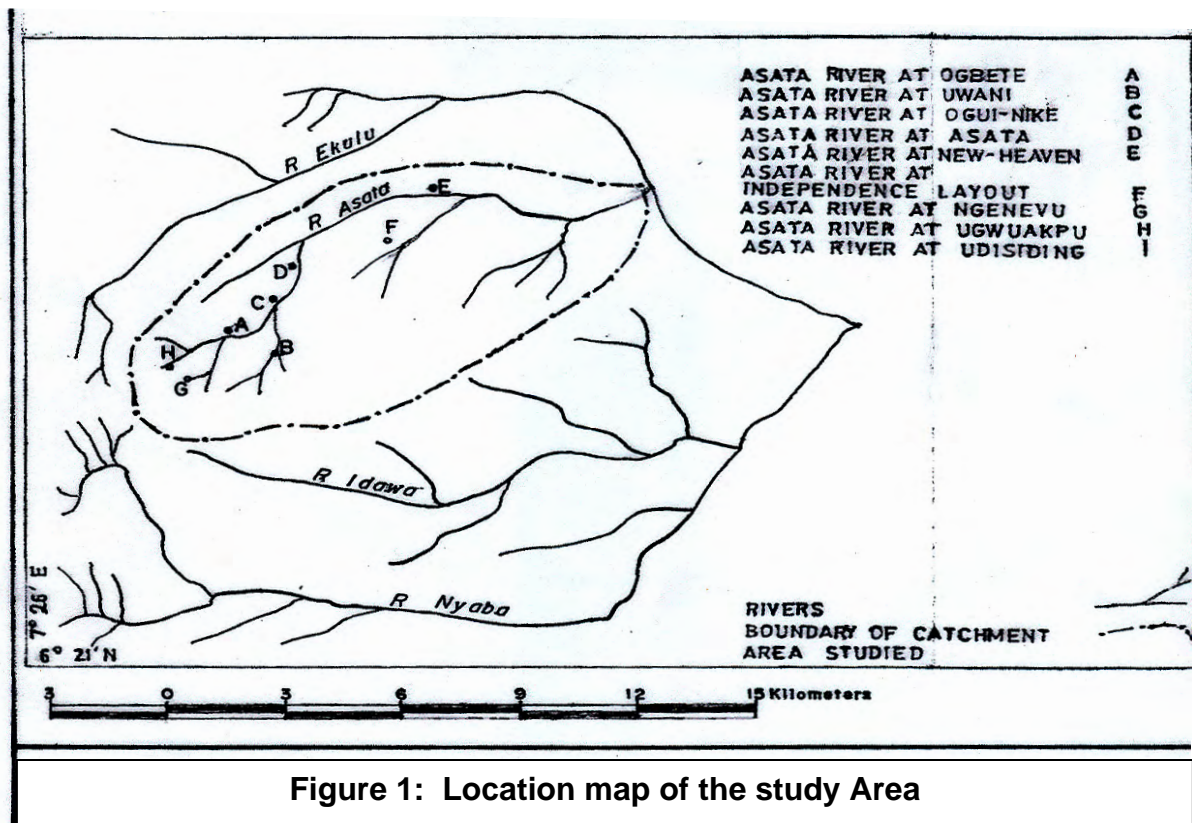 ASATA RIVER AT OGBETE A
ASATA RIVER AT UWANI B
ASATA RIVER AT OGUI-NIKE C
ASATA RIVER AT ASATA D
ASATA RIVER AT NEW-HEAVEN E
ASATA RIVER AT
INDEPENDENCE LAYOUT F
ASATA RIVER AT NGENEVU G
ASATA RIVER AT UGWUAKPU H
ASATA RIVER AT UDISIDING I
R Ekulu
R Asata
E
F
D
C
A
B
H
G
R Idawa
R Nyaba
7° 26' E
6° 21'N
RIVERS
BOUNDARY OF CATCHMENT
AREA STUDIED
3 0 3 6 9 12 15 Kilometers
Figure 1: Location map of the study Area